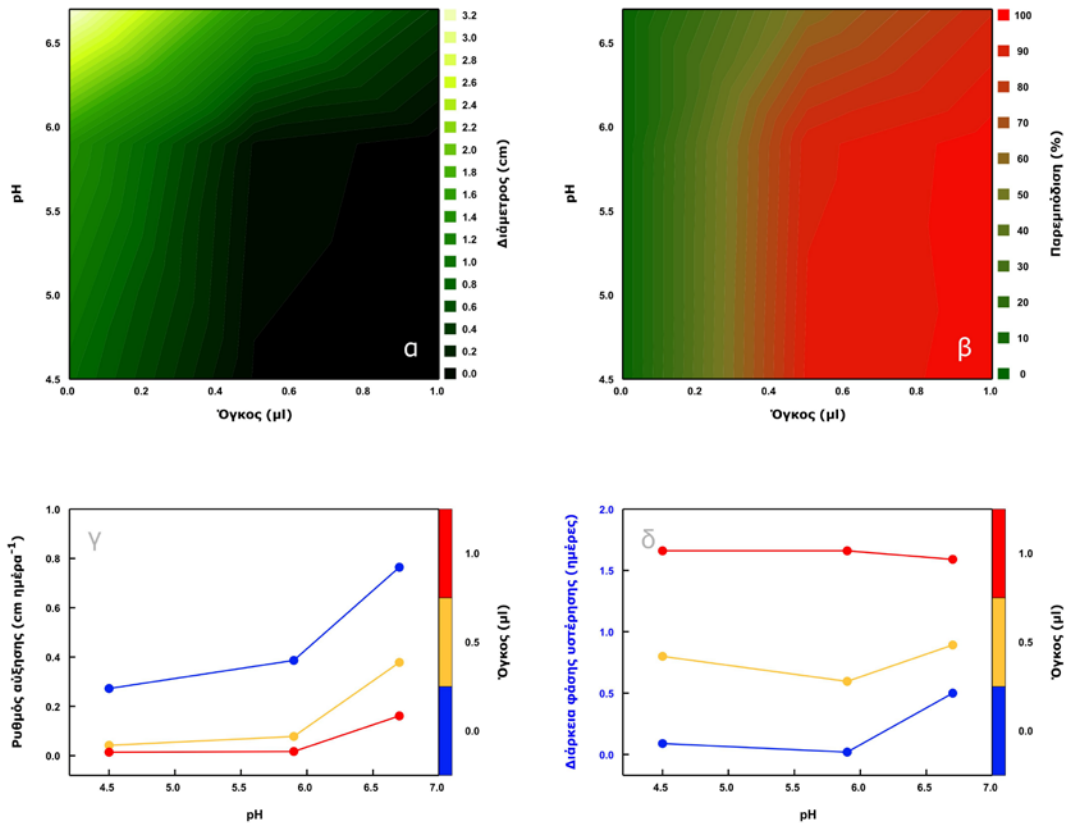 6.5
6.0
5.5
5.0
4.5
0.0 0.2 0.4 0.6 0.8 1.0
pH
Όγκος (μl)
α
3.2
3.0
2.8
2.6
2.4
2.2
2.0
1.8
1.6
1.4
1.2
1.0
0.8
0.6
0.4
0.2
0.0
Διάμετρος (cm)
6.5
6.0
5.5
5.0
4.5
0.0 0.2 0.4 0.6 0.8 1.0
pH
Όγκος (μl)
β
100
90
80
70
60
50
40
30
20
10
0
Παρεμπόδιση (%)
γ
1.0
0.8
0.6
0.4
0.2
0.0
4.5 5.0 5.5 6.0 6.5 7.0
Ρυθμός αύξησης (cm ημέρα⁻¹)
pH
1.0
0.5
0.0
Όγκος (μl)
δ
2.0
1.5
1.0
0.5
0.0
4.5 5.0 5.5 6.0 6.5 7.0
Διάρκεια φάσης υστέρησης (ημέρες)
pH
1.0
0.5
0.0
Όγκος (μl)